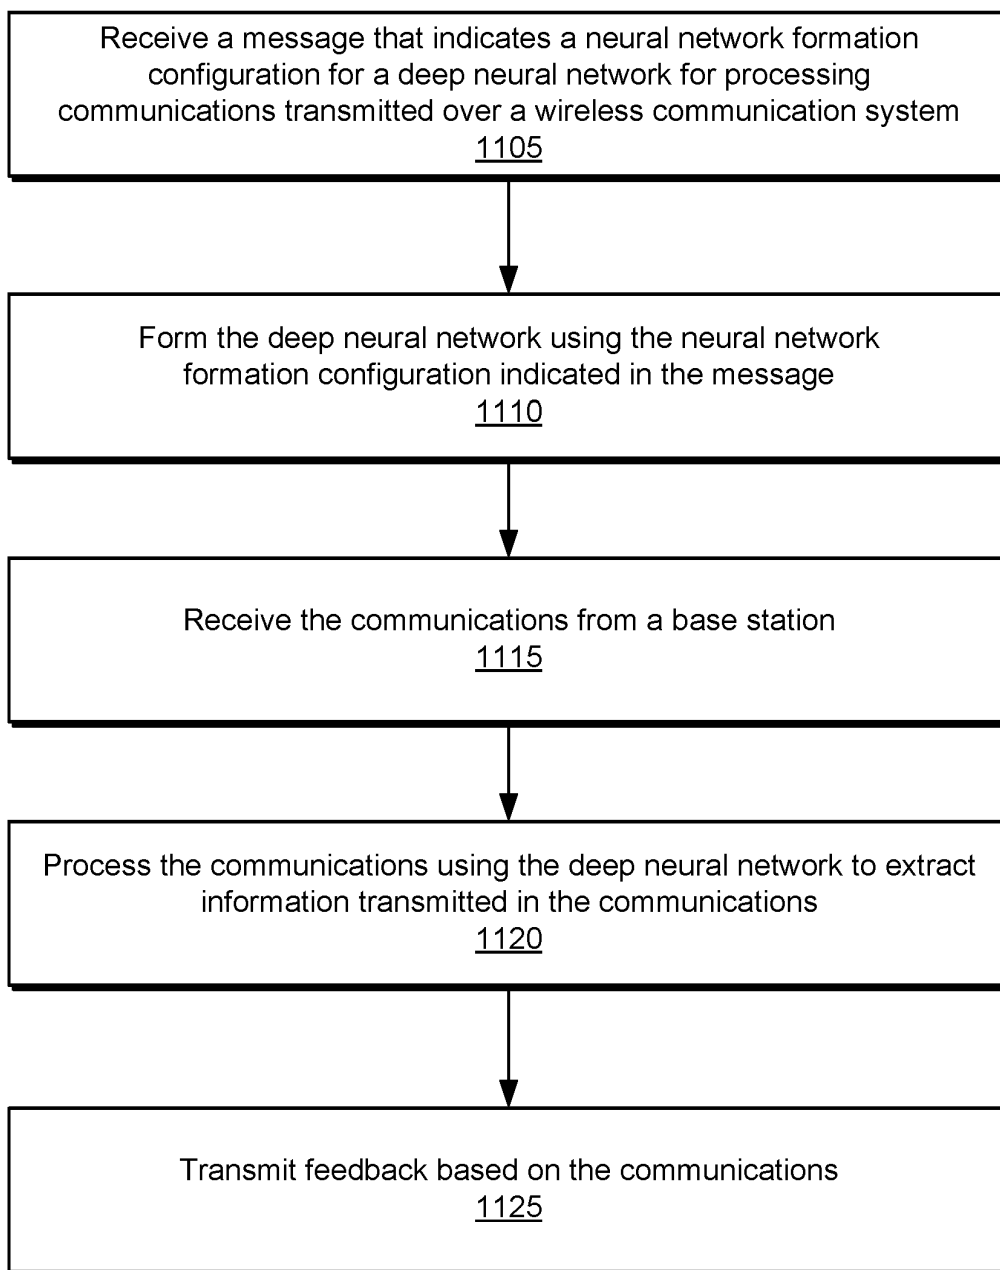 Receive a message that indicates a neural network formation
configuration for a deep neural network for processing
communications transmitted over a wireless communication system
1105
Form the deep neural network using the neural network
formation configuration indicated in the message
1110
Receive the communications from a base station
1115
Process the communications using the deep neural network to extract
information transmitted in the communications
1120
Transmit feedback based on the communications
1125